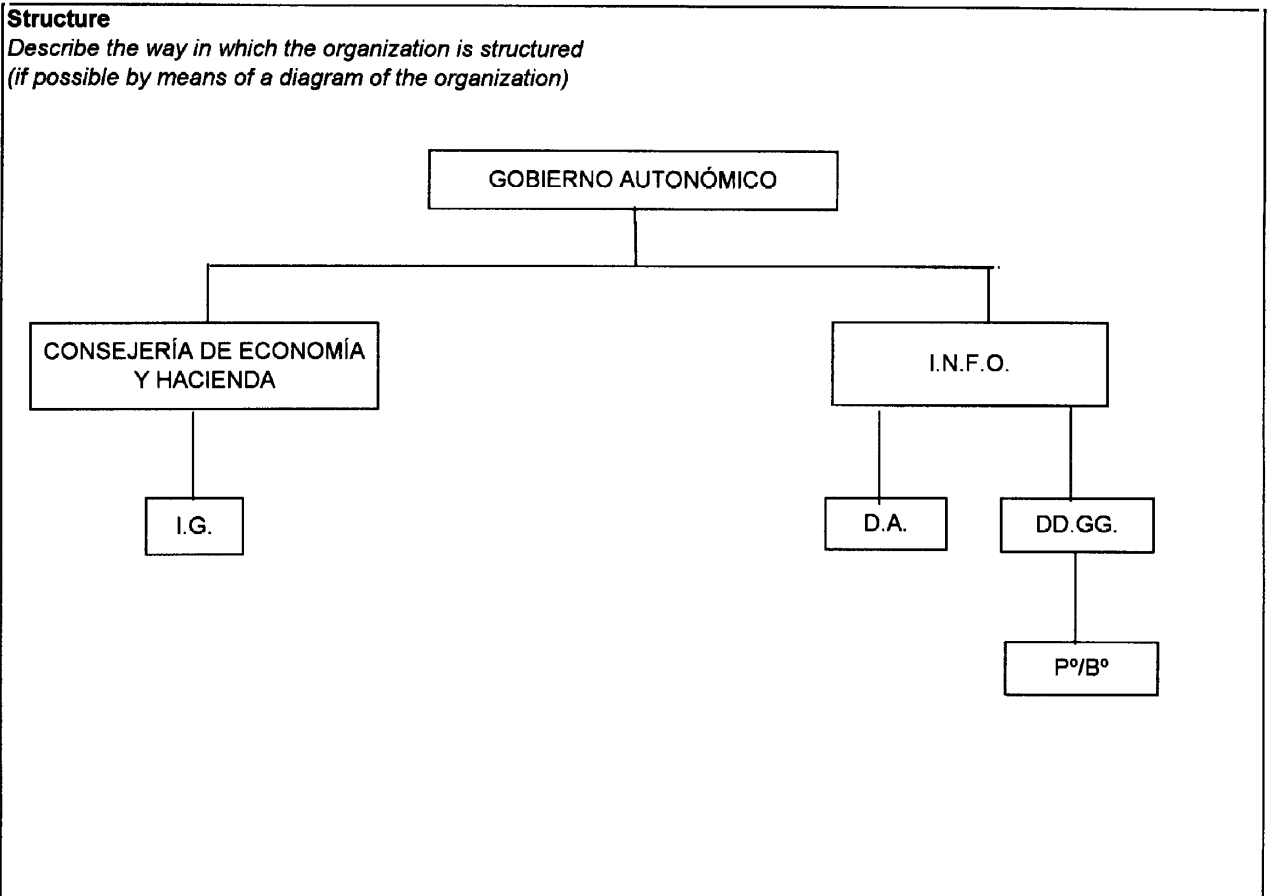 Structure
Describe the way in which the organization is structured
(if possible by means of a diagram of the organization)
GOBIERNO AUTONÓMICO
CONSEJERÍA DE ECONOMÍA
Y HACIENDA
I.N.F.O.
I.G.
D.A.
DD.GG.
Pº/Bº